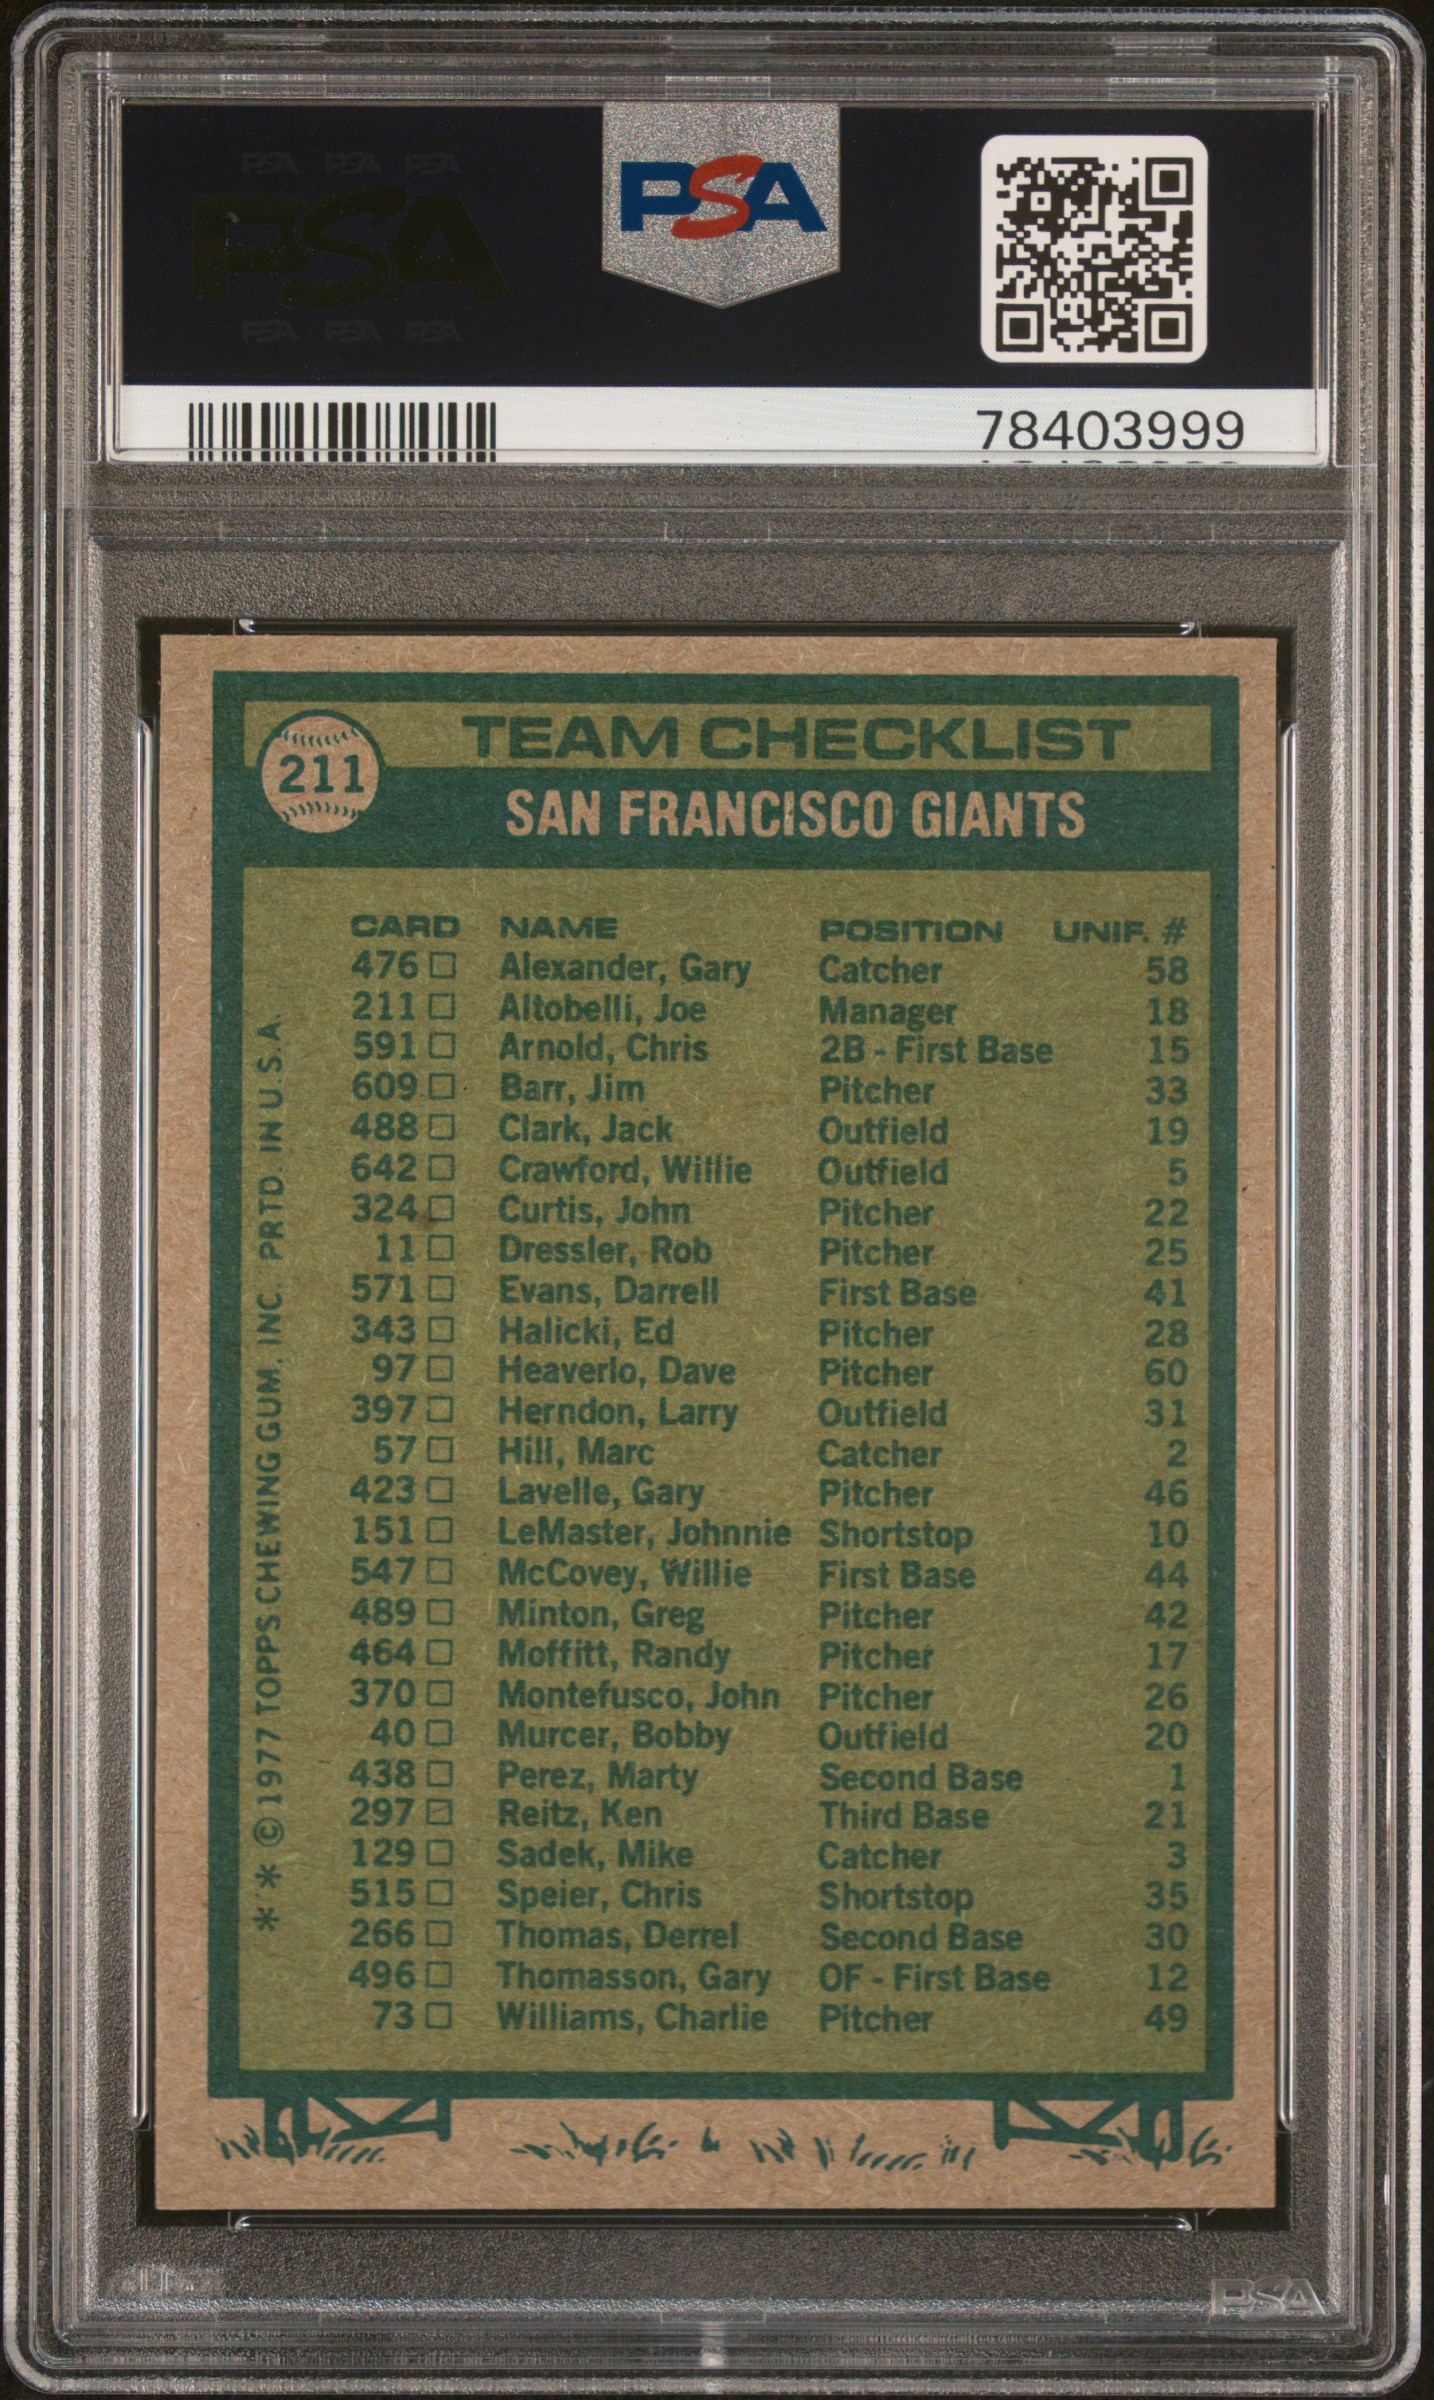 PSA PSA PSA
PSA
PSA PSA PSA
PSA
78403999
211
TEAM CHECKLIST
SAN FRANCISCO GIANTS
CARD NAME POSITION UNIF. #
476 □ Alexander, Gary Catcher 58
211 □ Altobelli, Joe Manager 18
591 □ Arnold, Chris 2B - First Base 15
609 □ Barr, Jim Pitcher 33
488 □ Clark, Jack Outfield 19
642 □ Crawford, Willie Outfield 5
324 □ Curtis, John Pitcher 22
11 □ Dressler, Rob Pitcher 25
571 □ Evans, Darrell First Base 41
343 □ Halicki, Ed Pitcher 28
97 □ Heaverlo, Dave Pitcher 60
397 □ Herndon, Larry Outfield 31
57 □ Hill, Marc Catcher 2
423 □ Lavelle, Gary Pitcher 46
151 □ LeMaster, Johnnie Shortstop 10
547 □ McCovey, Willie First Base 44
489 □ Minton, Greg Pitcher 42
464 □ Moffitt, Randy Pitcher 17
370 □ Montefusco, John Pitcher 26
40 □ Murcer, Bobby Outfield 20
438 □ Perez, Marty Second Base 1
297 □ Reitz, Ken Third Base 21
129 □ Sadek, Mike Catcher 3
515 □ Speier, Chris Shortstop 35
266 □ Thomas, Derrel Second Base 30
496 □ Thomasson, Gary OF - First Base 12
73 □ Williams, Charlie Pitcher 49
** © 1977 TOPPS CHEWING GUM, INC. PRTD. IN U.S.A.
PSA